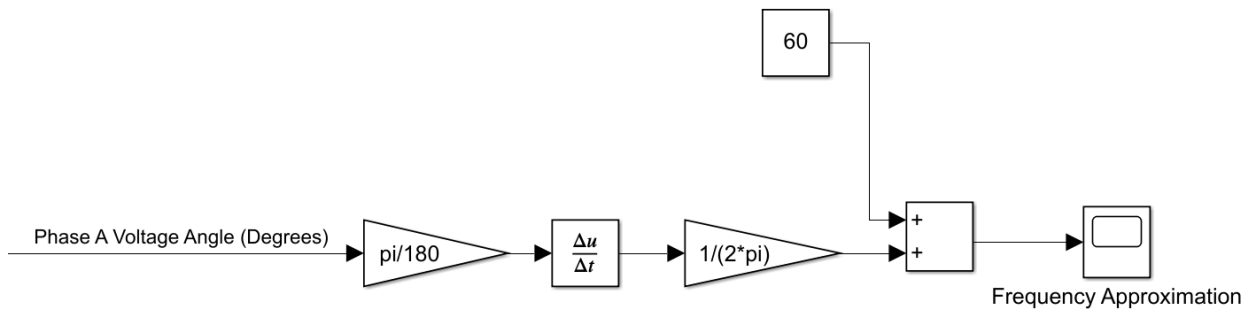 60
Phase A Voltage Angle (Degrees)
pi/180
Δu
Δt
1/(2*pi)
+
+
Frequency Approximation